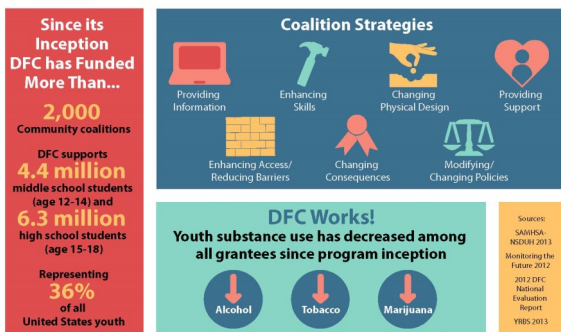 Since its
Inception
DFC has Funded
More Than...
2,000
Community coalitions
DFC supports
4.4 million
middle school students
(age 12-14) and
6.3 million
high school students
(age 15-18)
Representing
36%
of all
United States youth
Coalition Strategies
Providing
Information
Enhancing
Skills
Changing
Physical Design
Providing
Support
Enhancing Access/
Reducing Barriers
Changing
Consequences
Modifying/
Changing Policies
DFC Works!
Youth substance use has decreased among
all grantees since program inception
Alcohol
Tobacco
Marijuana
Sources:
SAMHSA-
NSDUH 2013
Monitoring the
Future 2012
2012 DFC
National
Evaluation
Report
YRBS 2013